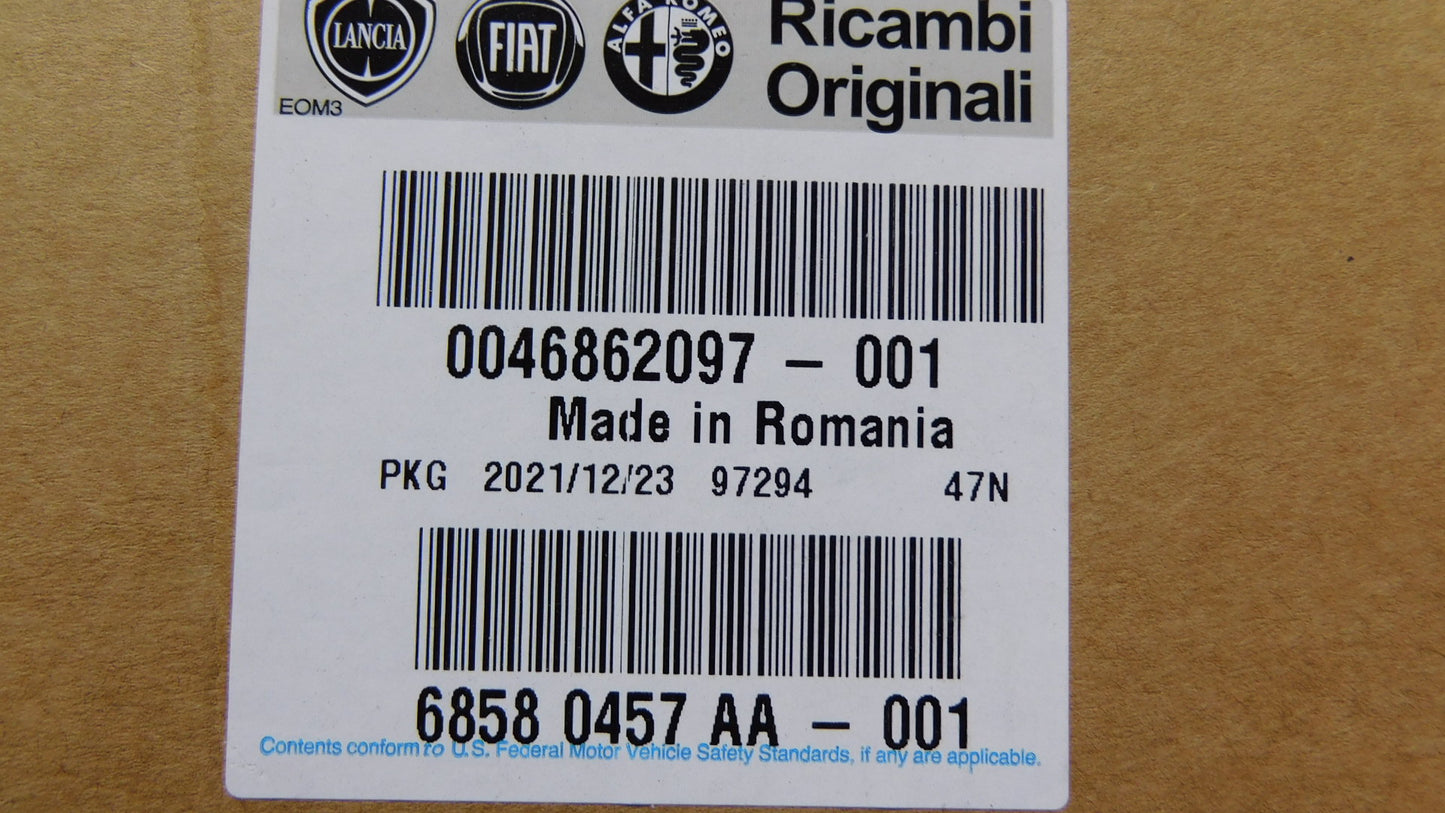 LANCIA FIAT ALFA ROMEO Ricambi
EOM3 Originali
0046862097 - 001
Made in Romania
PKG 2021/12/23 97294 47N
6858 0457 AA - 001
Contents conform to U.S. Federal Motor Vehicle Safety Standards, if any are applicable.